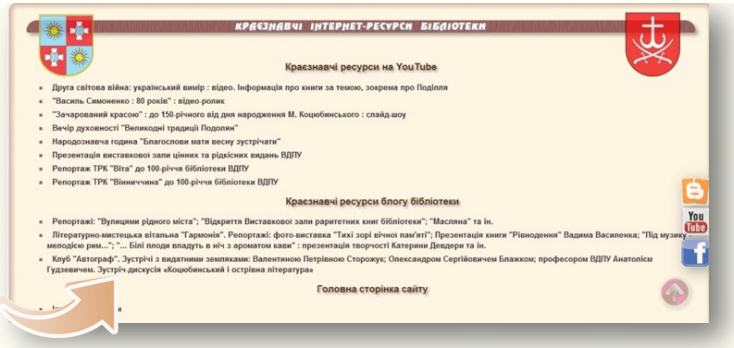 КРАЄЗНАВЧІ ІНТЕРНЕТ-РЕСУРСИ БІБЛІОТЕКИ
Краєзнавчі ресурси на YouTube
Друга світова війна: український вимір : відео. Інформація про книги за темою, зокрема про Поділля
"Василь Симоненко : 80 років" : відео-ролик
"Зачарований красою" : до 150-річного від дня народження М. Коцюбинського : слайд-шоу
Вечір духовності "Великодні традиції Подолян"
Народознавча година "Благослови мати весну зустрічати"
Презентація виставкової зали цінних та рідкісних видань ВДПУ
Репортаж ТРК "Віта" до 100-річчя бібліотеки ВДПУ
Репортаж ТРК "Вінниччина" до 100-річчя бібліотеки ВДПУ
Краєзнавчі ресурси блогу бібліотеки
Репортажі: "Вулицями рідного міста"; "Відкриття Виставкової зали раритетних книг бібліотеки"; "Масляна" та ін.
Літературно-мистецька вітальна "Гармонія". Репортажі: фото-виставка "Тихі зорі вічної пам'яті"; Презентація книги "Рівнодення" Вадима Василенка; "Під музику -
мелодією рим..."; "... Білі плоди впадуть в ніч з ароматом кави" : презентація творчості Катерини Девдери та ін.
Клуб "Автограф". Зустрічі з видатними земляками: Валентиною Петрівною Сторожук; Олександром Сергійовичем Блажком; професором ВДПУ Анатолієм
Гудзевичем. Зустріч-дискусія «Коцюбинський і острівна література»
Головна сторінка сайту
You
Tube